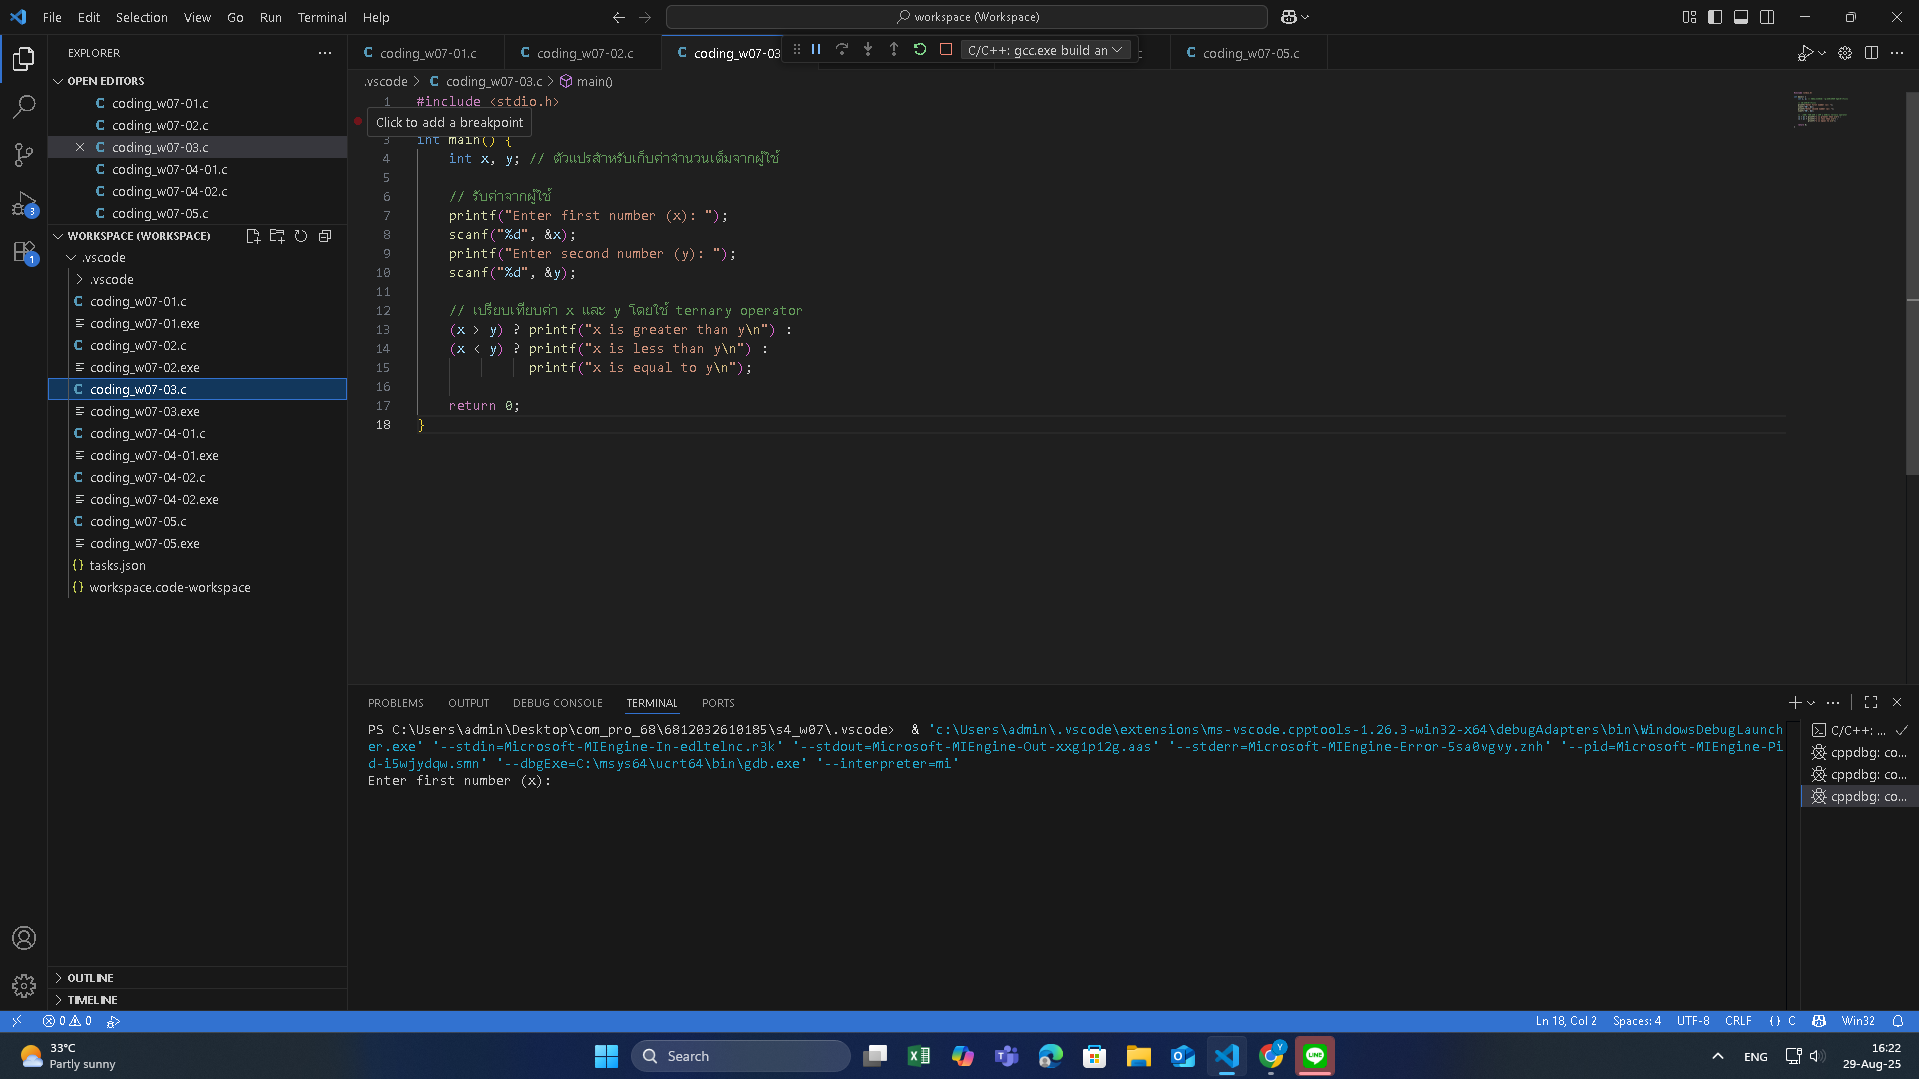 File Edit Selection View Go Run Terminal Help
workspace (Workspace)
EXPLORER
OPEN EDITORS
coding_w07-01.c
coding_w07-02.c
coding_w07-03.c
coding_w07-04-01.c
coding_w07-04-02.c
coding_w07-05.c
WORKSPACE (WORKSPACE)
.vscode
.vscode
coding_w07-01.c
coding_w07-01.exe
coding_w07-02.c
coding_w07-02.exe
coding_w07-03.c
coding_w07-03.exe
coding_w07-04-01.c
coding_w07-04-01.exe
coding_w07-04-02.c
coding_w07-04-02.exe
coding_w07-05.c
coding_w07-05.exe
tasks.json
workspace.code-workspace
OUTLINE
TIMELINE
coding_w07-01.c coding_w07-02.c coding_w07-03 C/C++: gcc.exe build an coding_w07-05.c
.vscode > coding_w07-03.c > main()
1 #include <stdio.h>
Click to add a breakpoint
3 int main() {
4 int x, y; // ตัวแปรสำหรับเก็บค่าจำนวนเต็มจากผู้ใช้
5
6 // รับค่าจากผู้ใช้
7 printf("Enter first number (x): ");
8 scanf("%d", &x);
9 printf("Enter second number (y): ");
10 scanf("%d", &y);
11
12 // เปรียบเทียบค่า x และ y โดยใช้ ternary operator
13 (x > y) ? printf("x is greater than y\n") :
14 (x < y) ? printf("x is less than y\n") :
15 printf("x is equal to y\n");
16
17 return 0;
18 }
PROBLEMS OUTPUT DEBUG CONSOLE TERMINAL PORTS
PS C:\Users\admin\Desktop\com_pro_68\6812032610185\s4_w07\.vscode> & 'c:\Users\admin\.vscode\extensions\ms-vscode.cpptools-1.26.3-win32-x64\debugAdapters\bin\WindowsDebugLaunch
er.exe' '--stdin=Microsoft-MIEngine-In-edltelnc.r3k' '--stdout=Microsoft-MIEngine-Out-xxg1p12g.aas' '--stderr=Microsoft-MIEngine-Error-5sa0vgvy.znh' '--pid=Microsoft-MIEngine-Pi
d-i5wjydqw.smn' '--dbgExe=C:\msys64\ucrt64\bin\gdb.exe' '--interpreter=mi'
Enter first number (x):
C/C++: ...
cppdbg: co...
cppdbg: co...
cppdbg: co...
3
1
0 0
Ln 18, Col 2 Spaces: 4 UTF-8 CRLF {} C Win32
33°C
Partly sunny
Search
Y
LINE
ENG
16:22
29-Aug-25